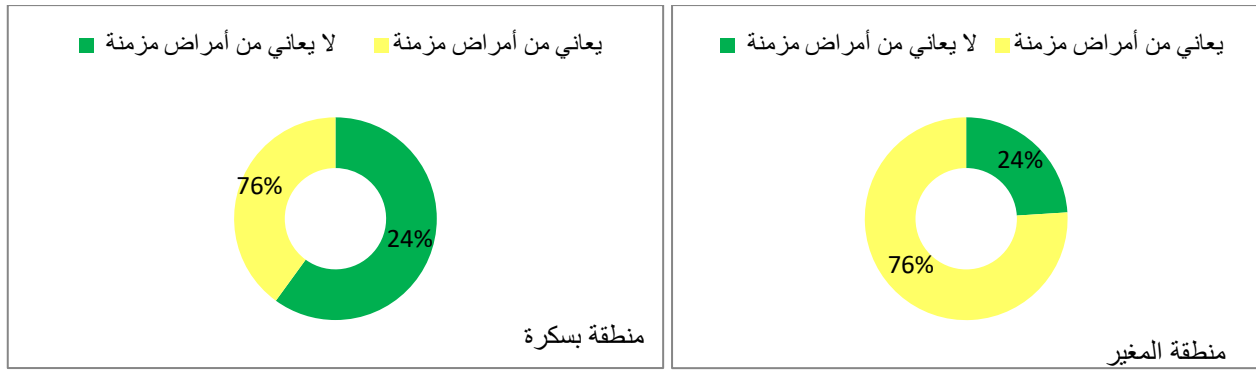 يعاني من أمراض مزمنة لا يعاني من أمراض مزمنة
24%
76%
منطقة المغير
يعاني من أمراض مزمنة لا يعاني من أمراض مزمنة
76%
24%
منطقة بسكرة